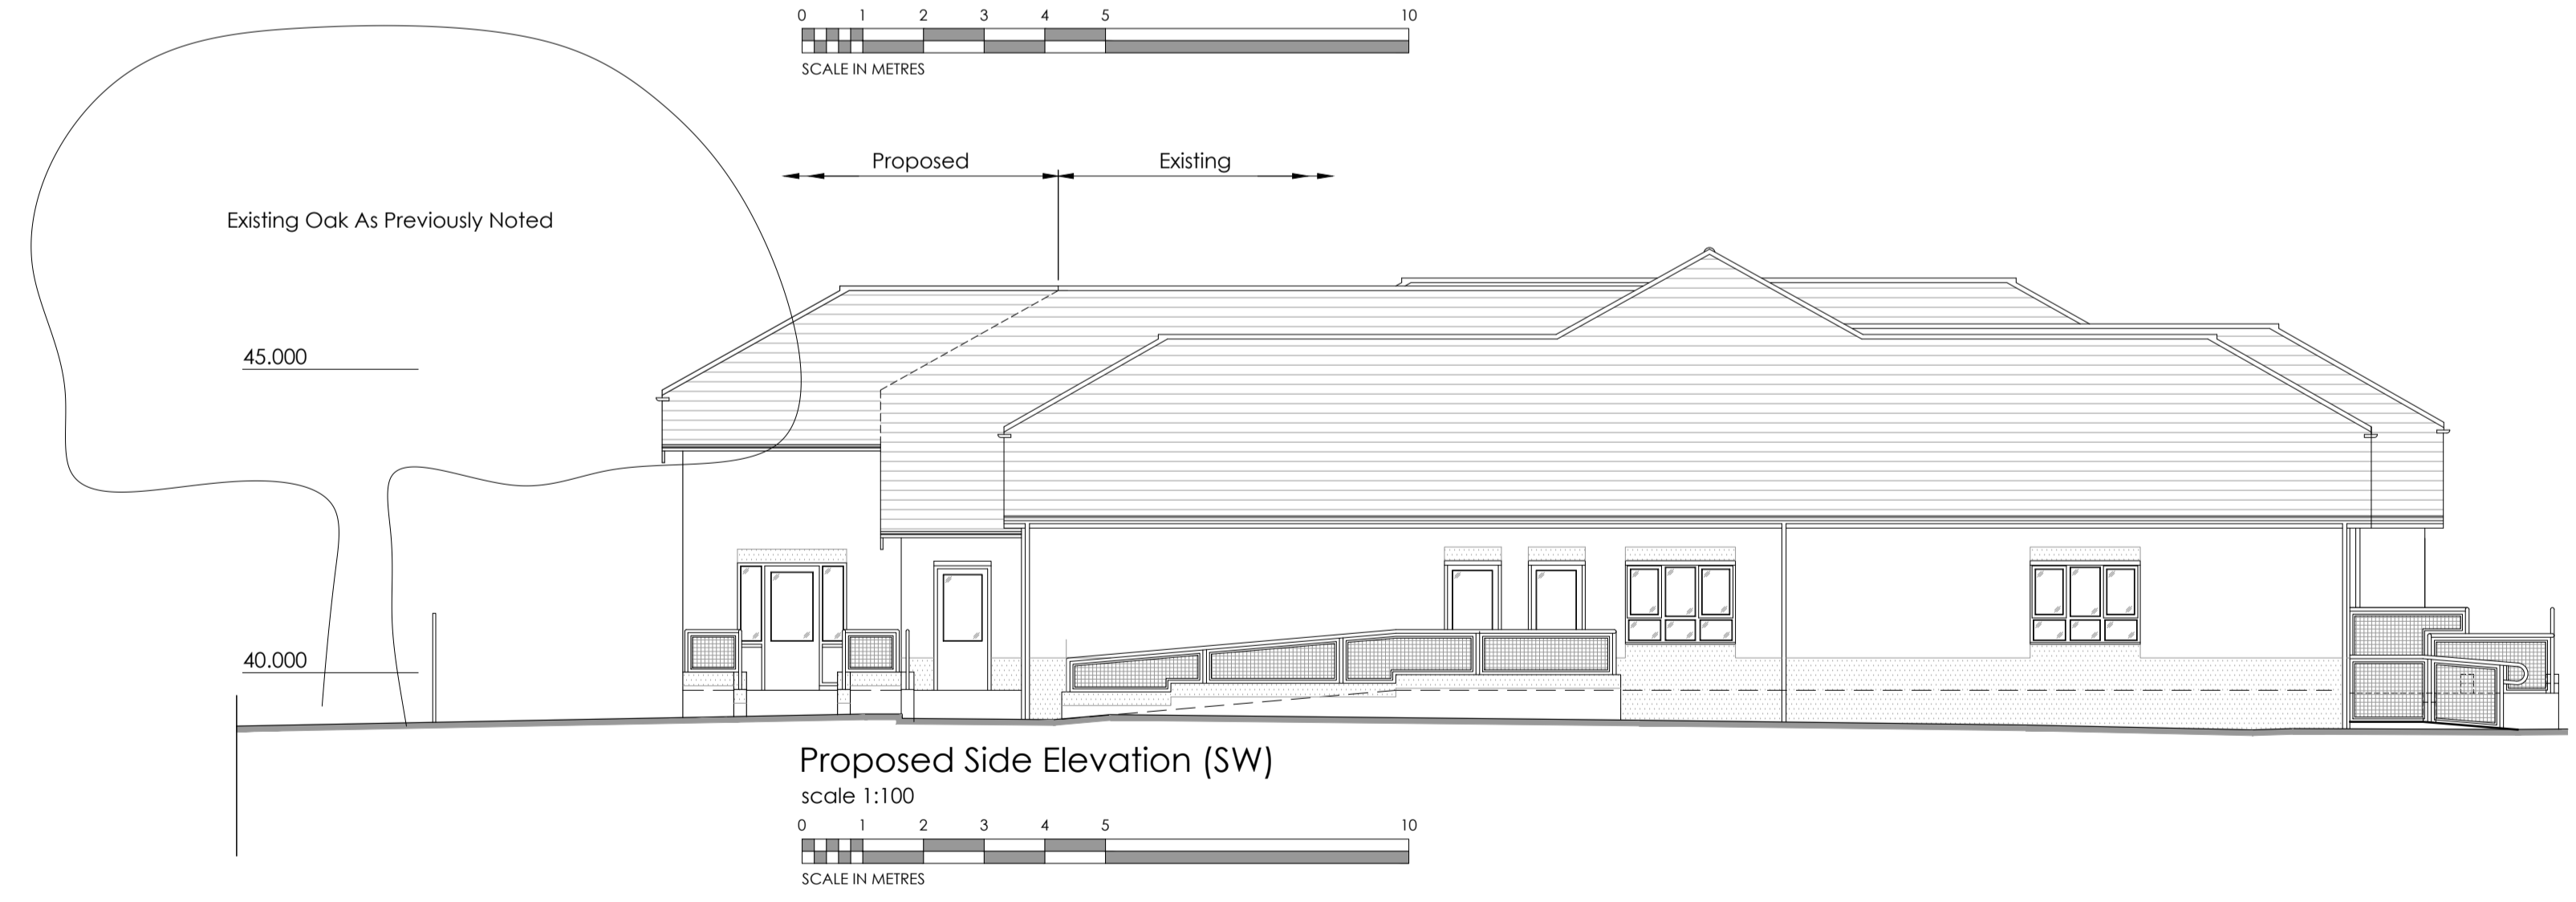 0 1 2 3 4 5 10
SCALE IN METRES
Proposed Existing
Existing Oak As Previously Noted
45.000
40.000
Proposed Side Elevation (SW)
scale 1:100
0 1 2 3 4 5 10
SCALE IN METRES